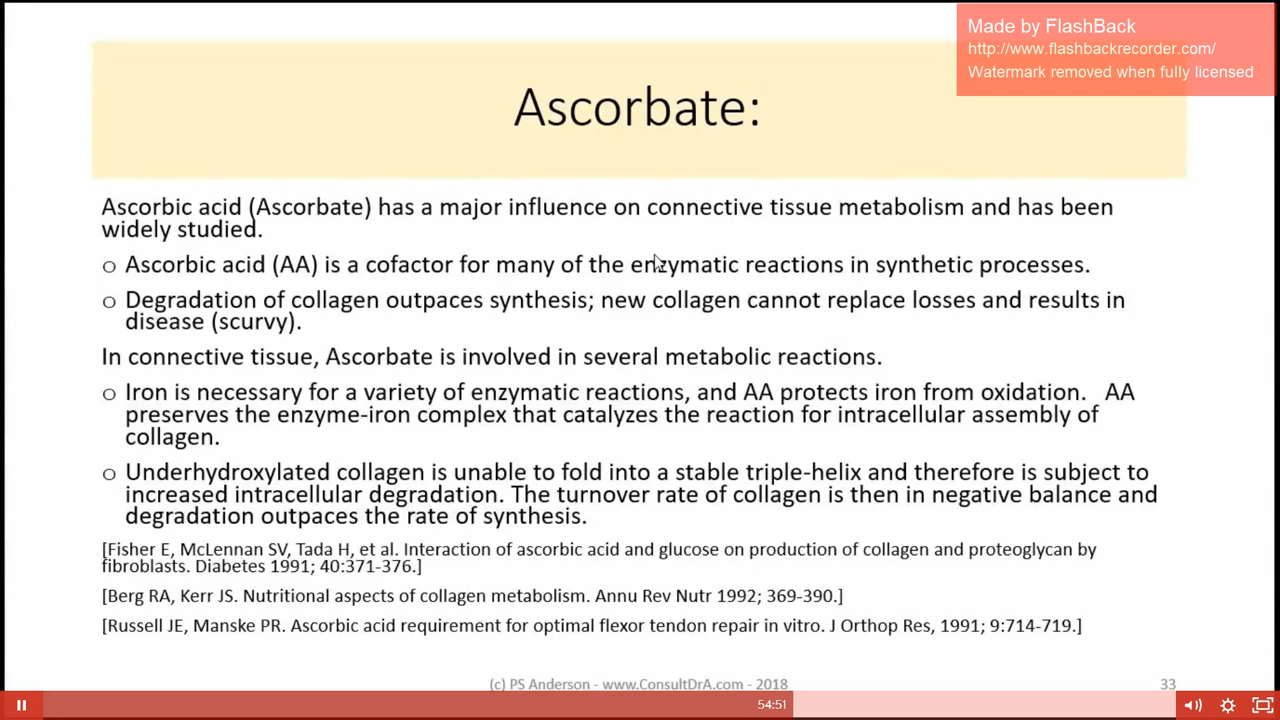 Made by FlashBack
http://www.flashbackrecorder.com/
Watermark removed when fully licensed
Ascorbate:
Ascorbic acid (Ascorbate) has a major influence on connective tissue metabolism and has been
widely studied.
o Ascorbic acid (AA) is a cofactor for many of the enzymatic reactions in synthetic processes.
o Degradation of collagen outpaces synthesis; new collagen cannot replace losses and results in
disease (scurvy).
In connective tissue, Ascorbate is involved in several metabolic reactions.
o Iron is necessary for a variety of enzymatic reactions, and AA protects iron from oxidation. AA
preserves the enzyme-iron complex that catalyzes the reaction for intracellular assembly of
collagen.
o Underhydroxylated collagen is unable to fold into a stable triple-helix and therefore is subject to
increased intracellular degradation. The turnover rate of collagen is then in negative balance and
degradation outpaces the rate of synthesis.
[Fisher E, McLennan SV, Tada H, et al. Interaction of ascorbic acid and glucose on production of collagen and proteoglycan by
fibroblasts. Diabetes 1991; 40:371-376.]
[Berg RA, Kerr JS. Nutritional aspects of collagen metabolism. Annu Rev Nutr 1992; 369-390.]
[Russell JE, Manske PR. Ascorbic acid requirement for optimal flexor tendon repair in vitro. J Orthop Res, 1991; 9:714-719.]
(c) PS Anderson - www.ConsultDrA.com - 2018
33
54:51